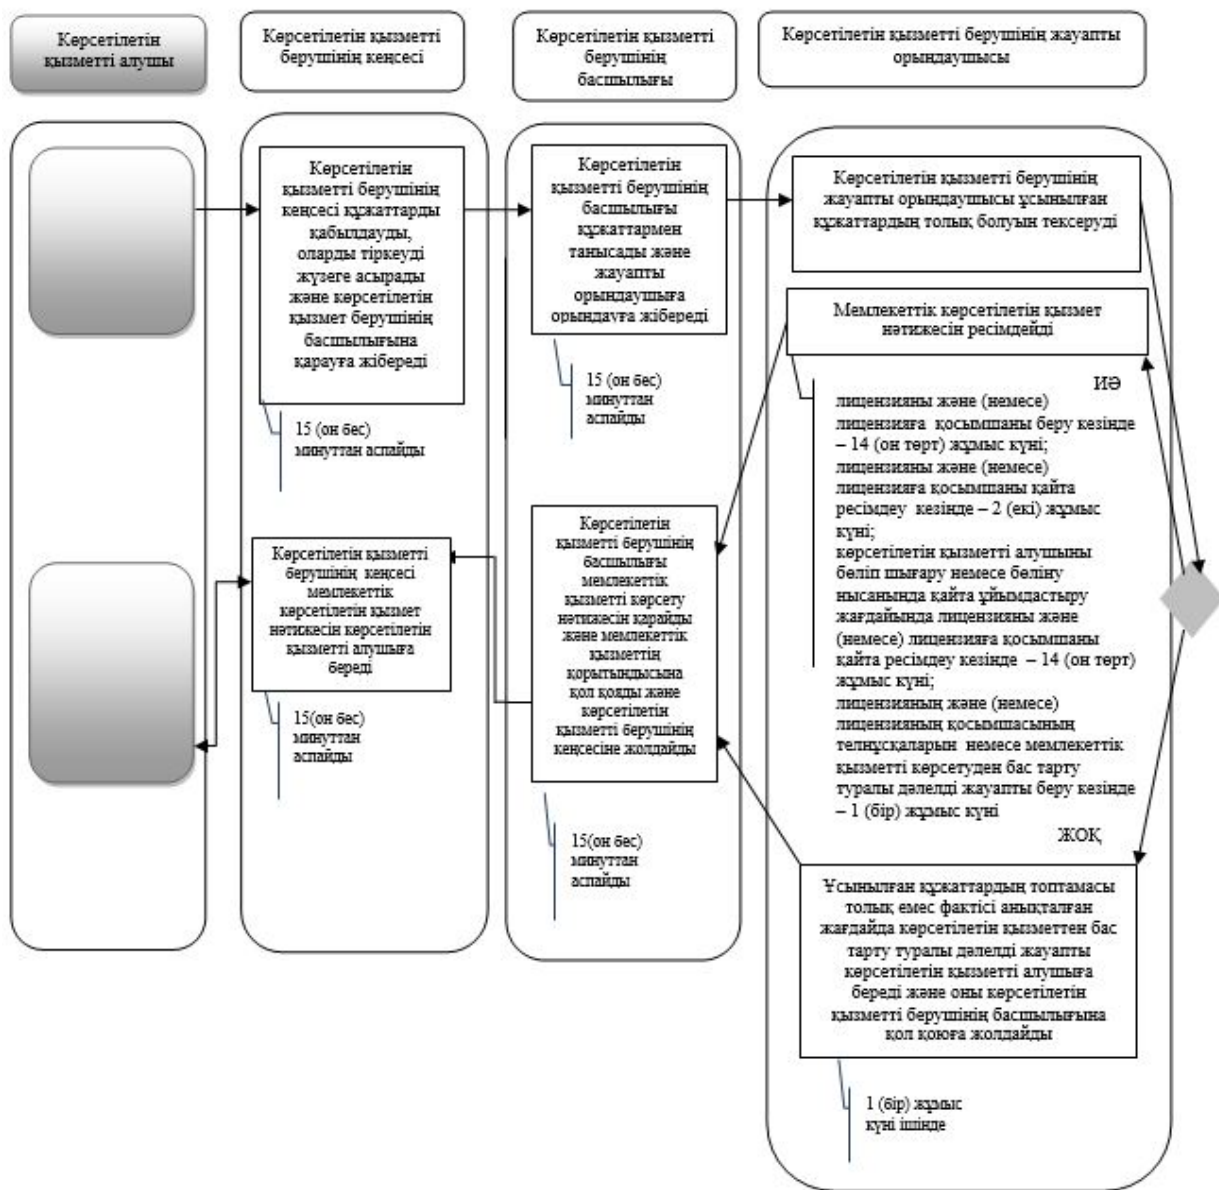 Көрсетілетін
қызметті алушы
Көрсетілетін қызметті
берушінің кеңсесі
Көрсетілетін қызметті
берушінің
басшылығы
Көрсетілетін қызметті берушінің жауапты
орындаушысы
Көрсетілетін
қызметті берушінің
кеңсесі құжаттарды
қабылдауды,
оларды тіркеуді
жүзеге асырады
және көрсетілетін
қызмет берушінің
басшылығына
қарауға жібереді
15 (он бес)
минуттан аспайды
Көрсетілетін
қызметті берушінің
басшылығы
құжаттармен
танысады және
жауапты
орындаушыға
орындауға жібереді
15 (он бес)
минуттан
аспайды
Көрсетілетін қызметті берушінің
жауапты орындаушысы ұсынылған
құжаттардың толық болуын тексеруді
Мемлекеттік көрсетілетін қызмет
нәтижесін ресімдейді
ИӘ
лицензияны және (немесе)
лицензияға қосымшаны беру кезінде
– 14 (он төрт) жұмыс күні;
лицензияны және (немесе)
лицензияға қосымшаны қайта
ресімдеу кезінде – 2 (екі) жұмыс
күні;
көрсетілетін қызметті алушыны
бөліп шығару немесе бөліну
нысанында қайта ұйымдастыру
жағдайында лицензияны және
(немесе) лицензияға қосымшаны
қайта ресімдеу кезінде – 14 (он төрт)
жұмыс күні;
лицензияның және (немесе)
лицензияның қосымшасының
телнұсқаларын немесе мемлекеттік
қызметті көрсетуден бас тарту
туралы дәлелді жауапты беру кезінде
– 1 (бір) жұмыс күні
ЖОҚ
Көрсетілетін қызметті
берушінің кеңсесі
мемлекеттік
көрсетілетін қызмет
нәтижесін көрсетілетін
қызметті алушыға
береді
15(он бес)
минуттан
аспайды
Көрсетілетін
қызметті берушінің
басшылығы
мемлекеттік
қызметті көрсету
нәтижесін қарайды
және мемлекеттік
қызметтің
қорытындысына
қол қояды және
көрсетілетін
қызметті берушінің
кеңсесіне жолдайды
15(он бес)
минуттан
аспайды
Ұсынылған құжаттардың топтамасы
толық емес фактісі анықталған
жағдайда көрсетілетін қызметтен бас
тарту туралы дәлелді жауапты
көрсетілетін қызметті алушыға
береді және оны көрсетілетін
қызметті берушінің басшылығына
қол қоюға жолдайды
1 (бір) жұмыс
күні ішінде